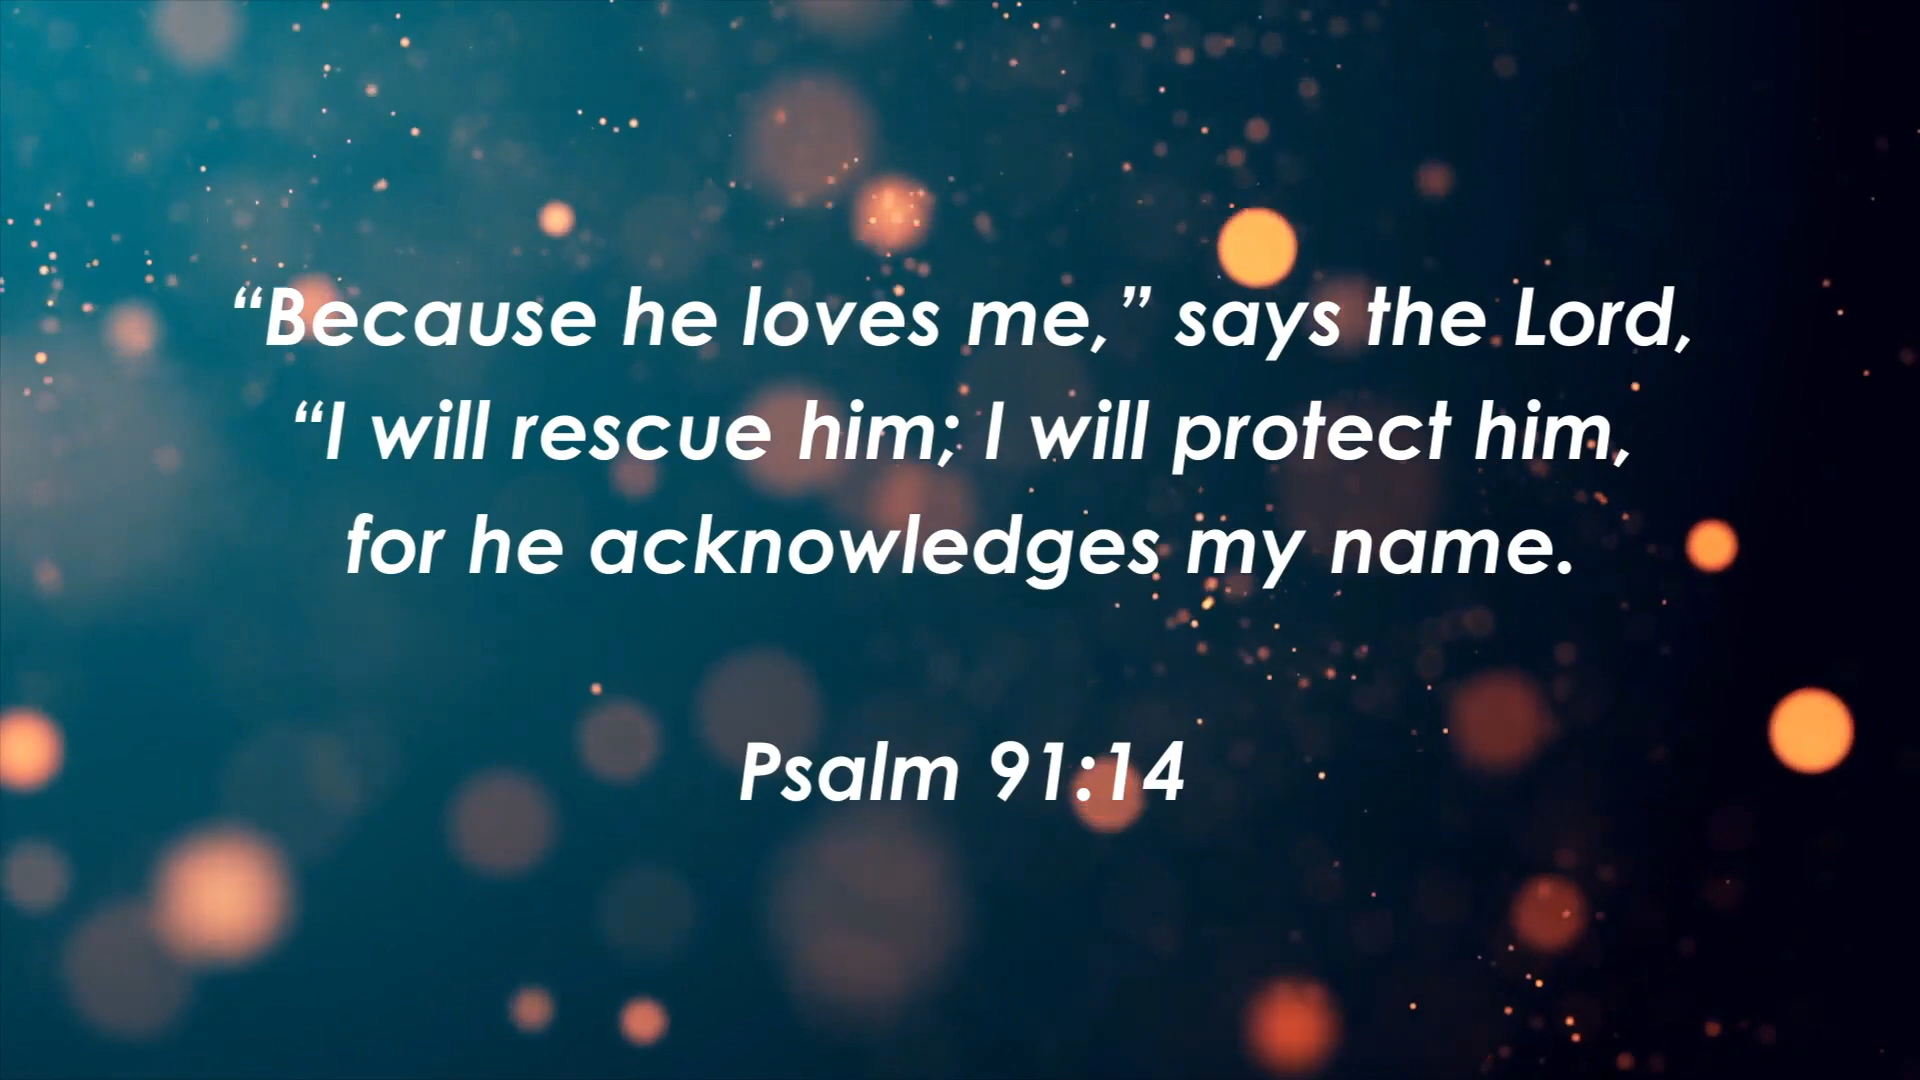 “Because he loves me,” says the Lord,
“I will rescue him; I will protect him,
for he acknowledges my name.
Psalm 91:14